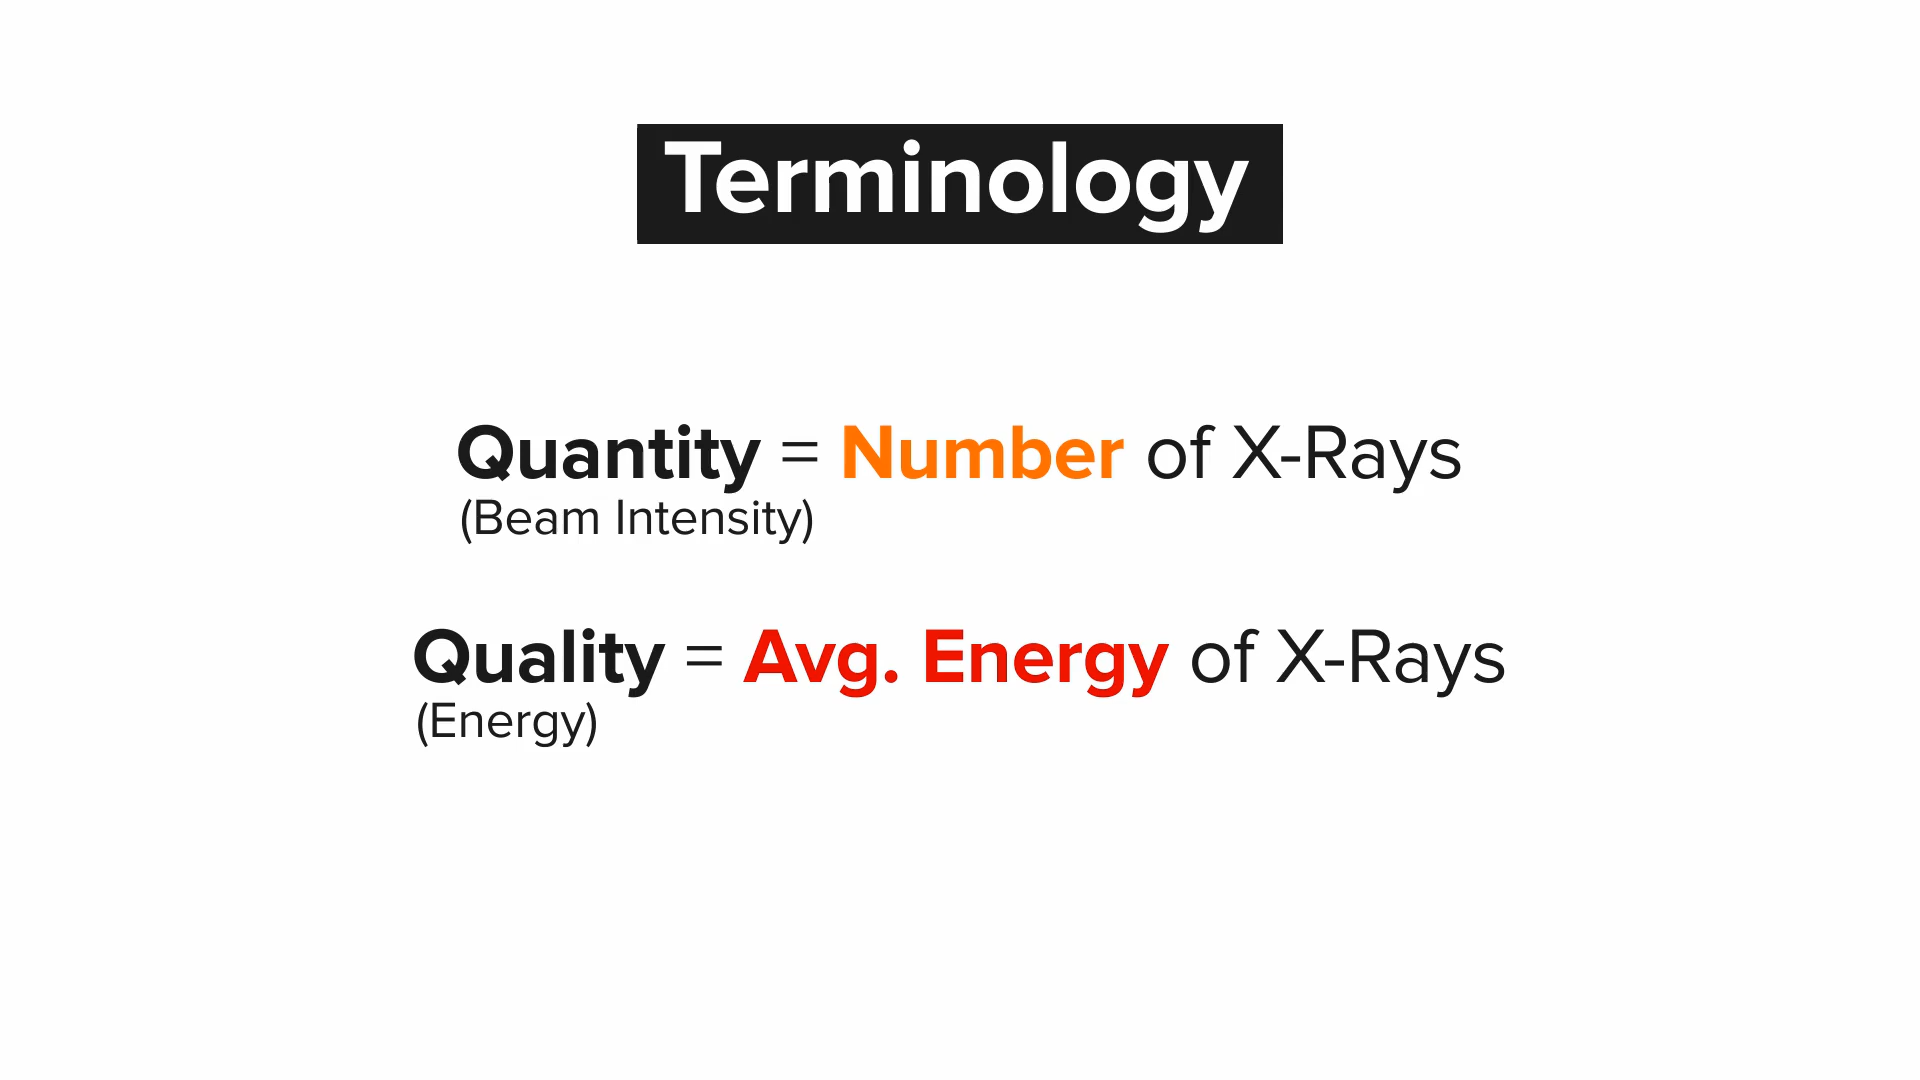 Terminology
Quantity = Number of X-Rays
(Beam Intensity)
Quality = Avg. Energy of X-Rays
(Energy)